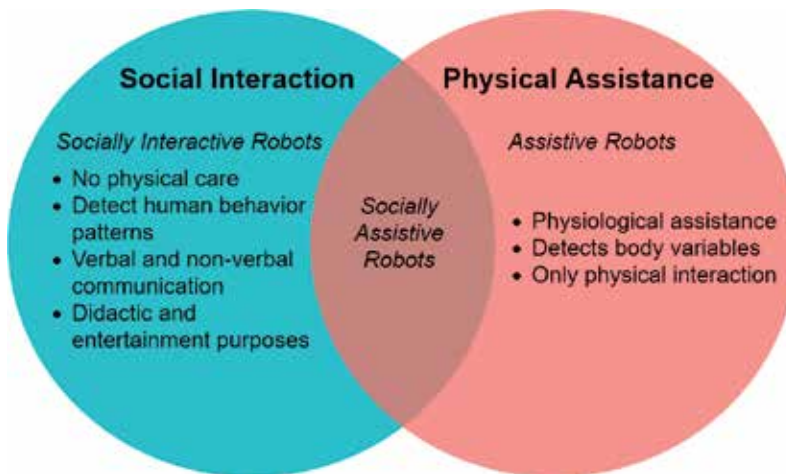 Social Interaction
Socially Interactive Robots
• No physical care
• Detect human behavior
patterns
• Verbal and non-verbal
communication
• Didactic and
entertainment purposes
Socially
Assistive
Robots
Physical Assistance
Assistive Robots
• Physiological assistance
• Detects body variables
• Only physical interaction